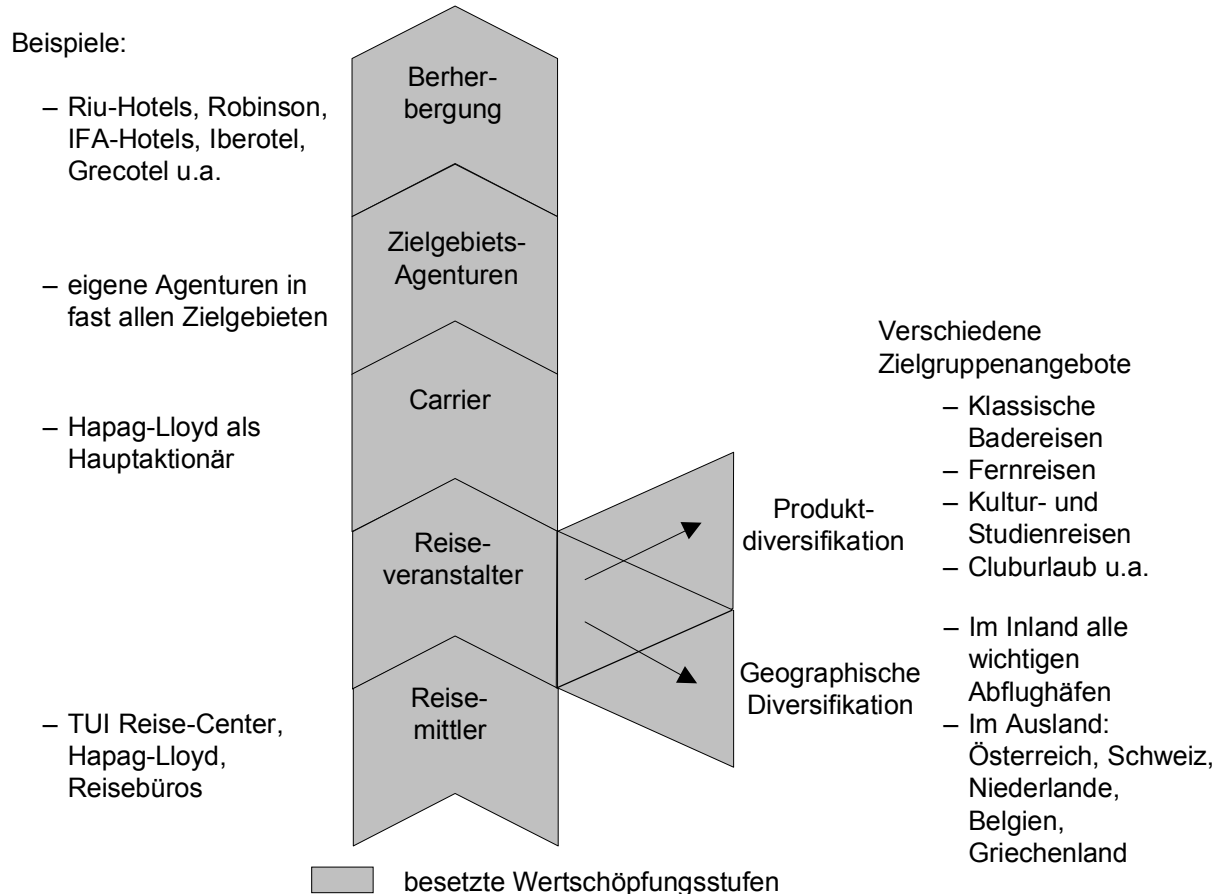 Beispiele:
– Riu-Hotels, Robinson,
IFA-Hotels, Iberotel,
Grecotel u.a.
– eigene Agenturen in
fast allen Zielgebieten
– Hapag-Lloyd als
Hauptaktionär
– TUI Reise-Center,
Hapag-Lloyd,
Reisebüros
Berher-
bergung
Zielgebiets-
Agenturen
Carrier
Reise-
veranstalter
Reise-
mittler
Produkt-
diversifikation
Geographische
Diversifikation
Verschiedene
Zielgruppenangebote
– Klassische
Badereisen
– Fernreisen
– Kultur- und
Studienreisen
– Cluburlaub u.a.
– Im Inland alle
wichtigen
Abflughäfen
– Im Ausland:
Österreich, Schweiz,
Niederlande,
Belgien,
Griechenland
besetzte Wertschöpfungsstufen